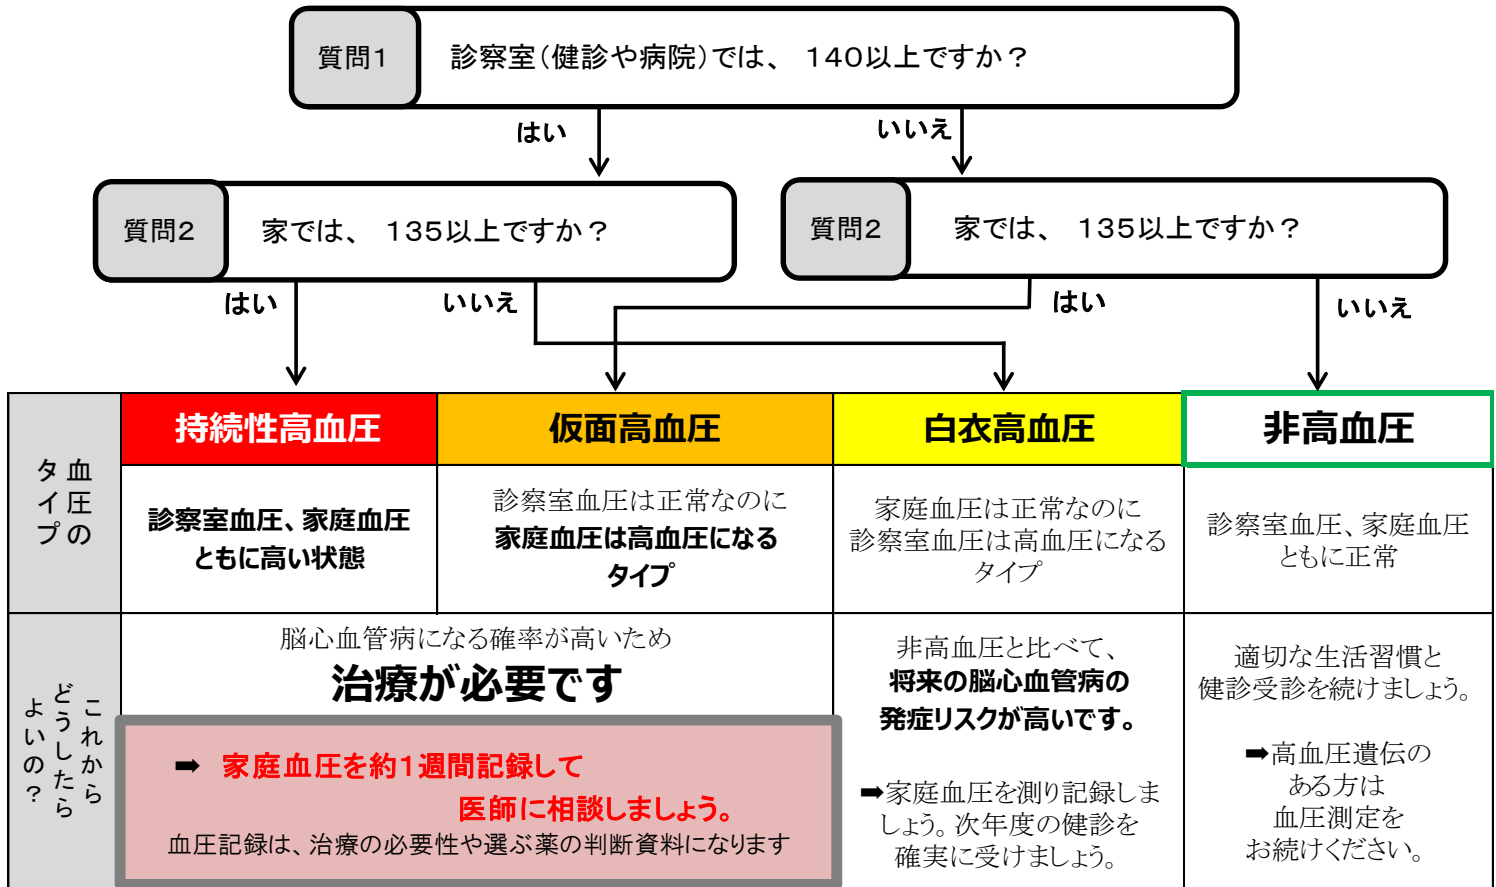 質問1
診察室(健診や病院)では、 140以上ですか？
はい
いいえ
質問2
家では、 135以上ですか？
質問2
家では、 135以上ですか？
はい
いいえ
はい
いいえ
血圧の
タイプ
持続性高血圧
仮面高血圧
白衣高血圧
非高血圧
診察室血圧、家庭血圧
ともに高い状態
診察室血圧は正常なのに
家庭血圧は高血圧になる
タイプ
家庭血圧は正常なのに
診察室血圧は高血圧になる
タイプ
診察室血圧、家庭血圧
ともに正常
これから
どうしたら
よいの？
脳心血管病になる確率が高いため
治療が必要です
➡ 家庭血圧を約1週間記録して
医師に相談しましょう。
血圧記録は、治療の必要性や選ぶ薬の判断資料になります
非高血圧と比べて、
将来の脳心血管病の
発症リスクが高いです。
➡家庭血圧を測り記録しま
しょう。次年度の健診を
確実に受けましょう。
適切な生活習慣と
健診受診を続けましょう。
➡高血圧遺伝の
ある方は
血圧測定を
お続けください。